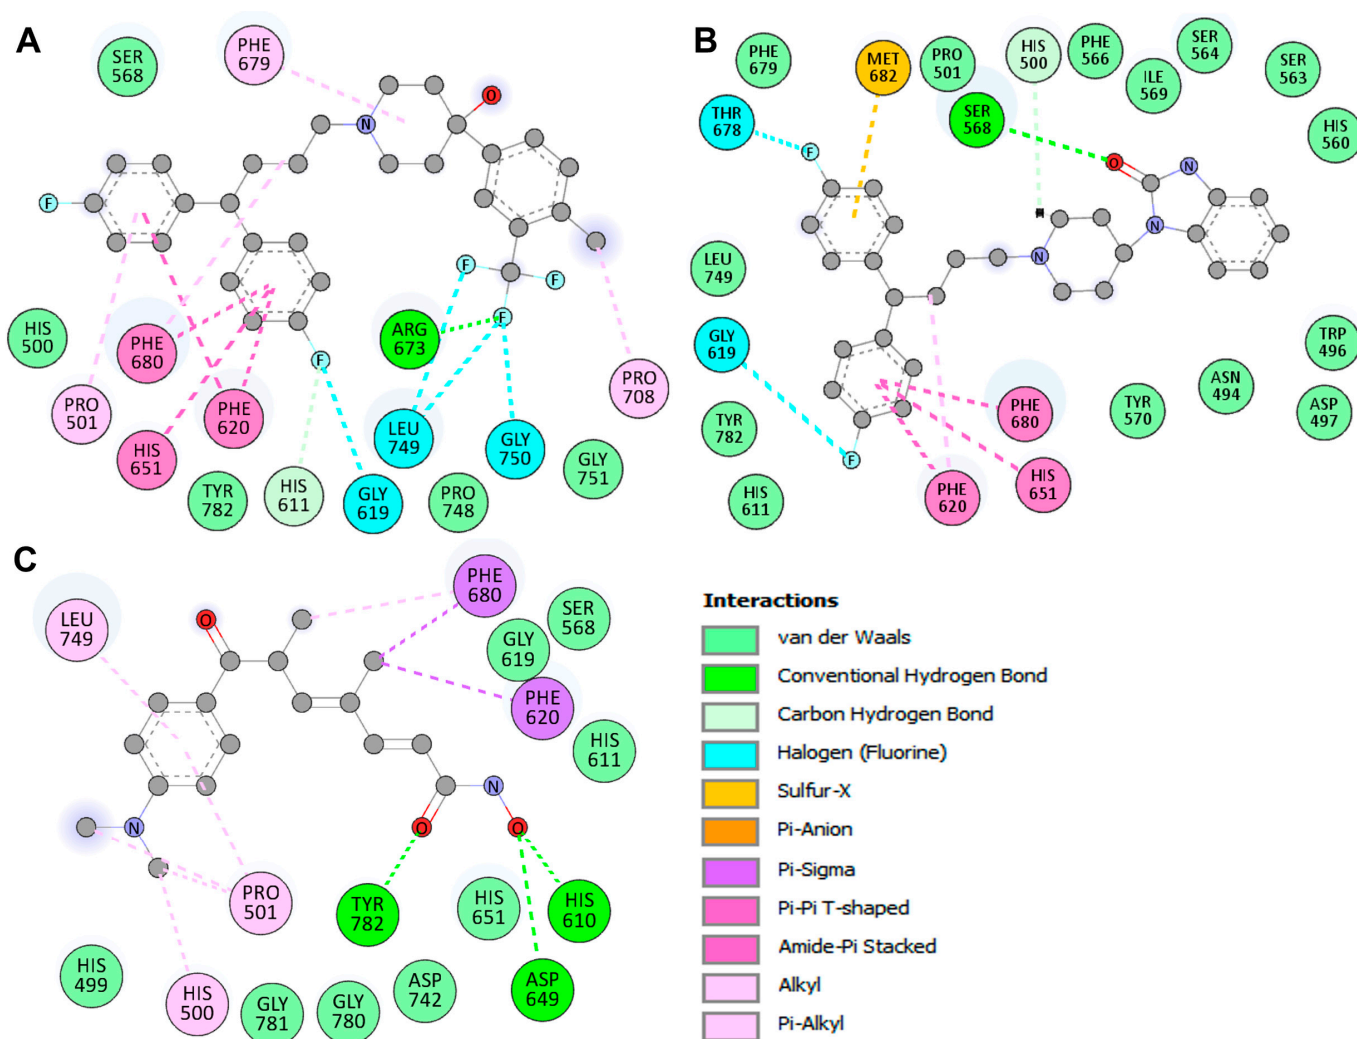 A
SER
568
PHE
679
N
O
F
F
F
F
F
HIS
500
PHE
680
PRO
501
HIS
651
PHE
620
TYR
782
HIS
611
GLY
619
ARG
673
LEU
749
PRO
748
GLY
750
GLY
751
PRO
708
B
PHE
679
MET
682
PRO
501
HIS
500
PHE
566
SER
564
ILE
569
SER
563
HIS
560
THR
678
SER
568
F
O
N
N
N
LEU
749
GLY
619
TYR
782
HIS
611
F
PHE
680
PHE
620
HIS
651
TYR
570
ASN
494
TRP
496
ASP
497
C
LEU
749
O
PHE
680
SER
568
GLY
619
PHE
620
HIS
611
N
N
O
O
PRO
501
TYR
782
HIS
651
HIS
610
HIS
499
HIS
500
GLY
781
GLY
780
ASP
742
ASP
649
Interactions
van der Waals
Conventional Hydrogen Bond
Carbon Hydrogen Bond
Halogen (Fluorine)
Sulfur-X
Pi-Anion
Pi-Sigma
Pi-Pi T-shaped
Amide-Pi Stacked
Alkyl
Pi-Alkyl